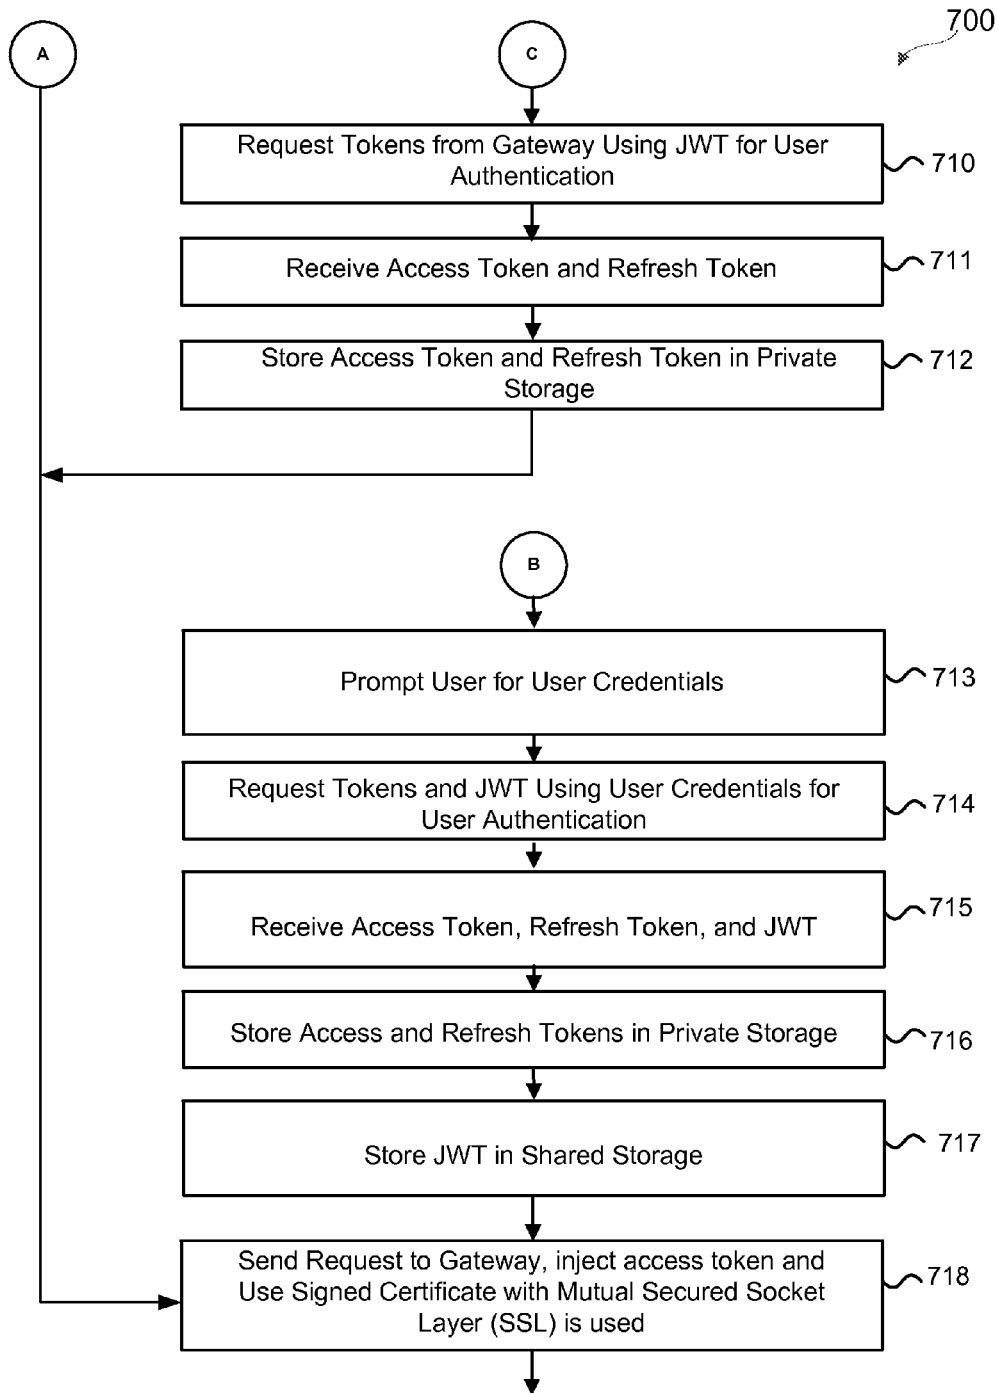 A
C
700
Request Tokens from Gateway Using JWT for User
Authentication
710
Receive Access Token and Refresh Token
711
Store Access Token and Refresh Token in Private
Storage
712
B
Prompt User for User Credentials
713
Request Tokens and JWT Using User Credentials for
User Authentication
714
Receive Access Token, Refresh Token, and JWT
715
Store Access and Refresh Tokens in Private Storage
716
Store JWT in Shared Storage
717
Send Request to Gateway, inject access token and
Use Signed Certificate with Mutual Secured Socket
Layer (SSL) is used
718